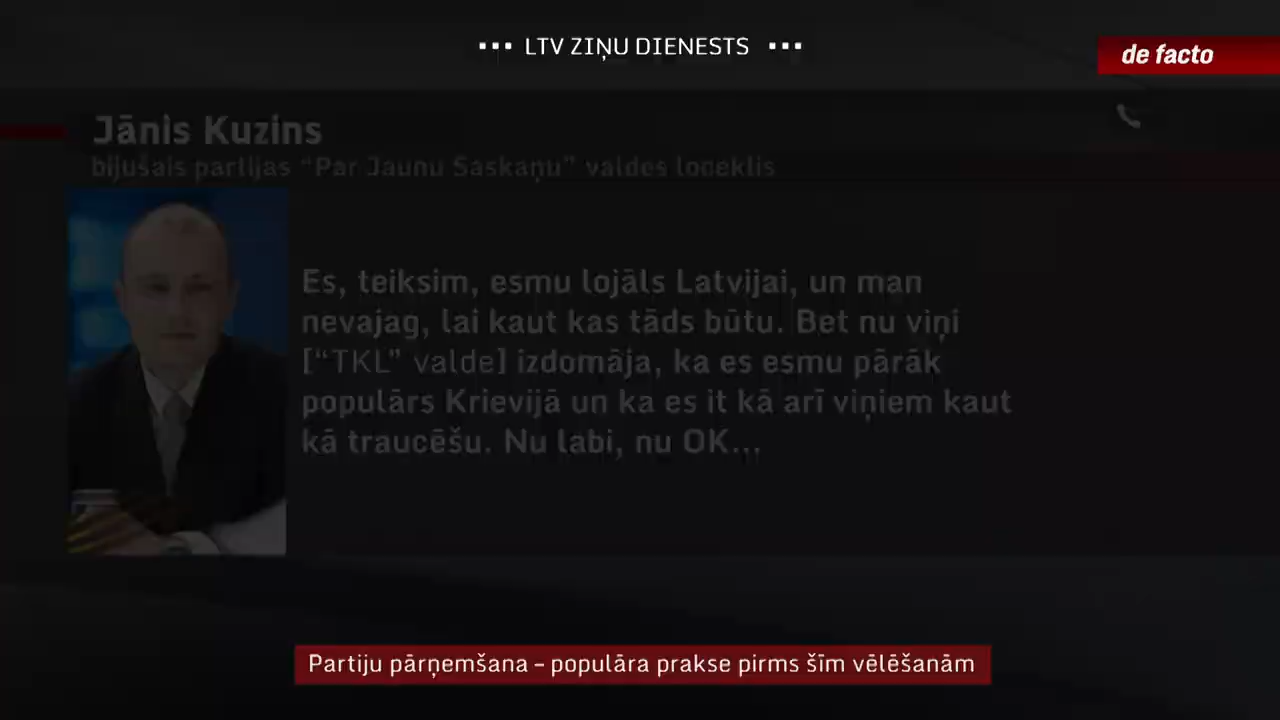 LTV ZIŅU DIENESTS
de facto
Jānis Kuzins
bijušais partijas “Par Jaunu Saskaņu” valdes loceklis
Es, teiksim, esmu lojāls Latvijai, un man
nevajag, lai kaut kas tāds būtu. Bet nu viņi
[“TKL” valde] izdomāja, ka es esmu pārāk
populārs Krievijā un ka es it kā arī viņiem kaut
kā traucēšu. Nu labi, nu OK...
Partiju pārņemšana – populāra prakse pirms šīm vēlēšanām